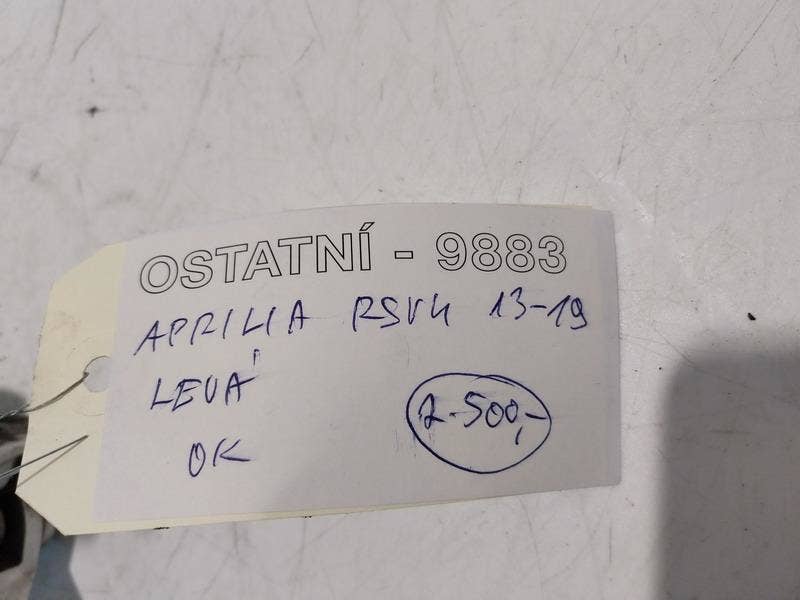 OSTATNÍ - 9883
APRILIA RSV4 13-19
LEVÁ
2.500,-
OK